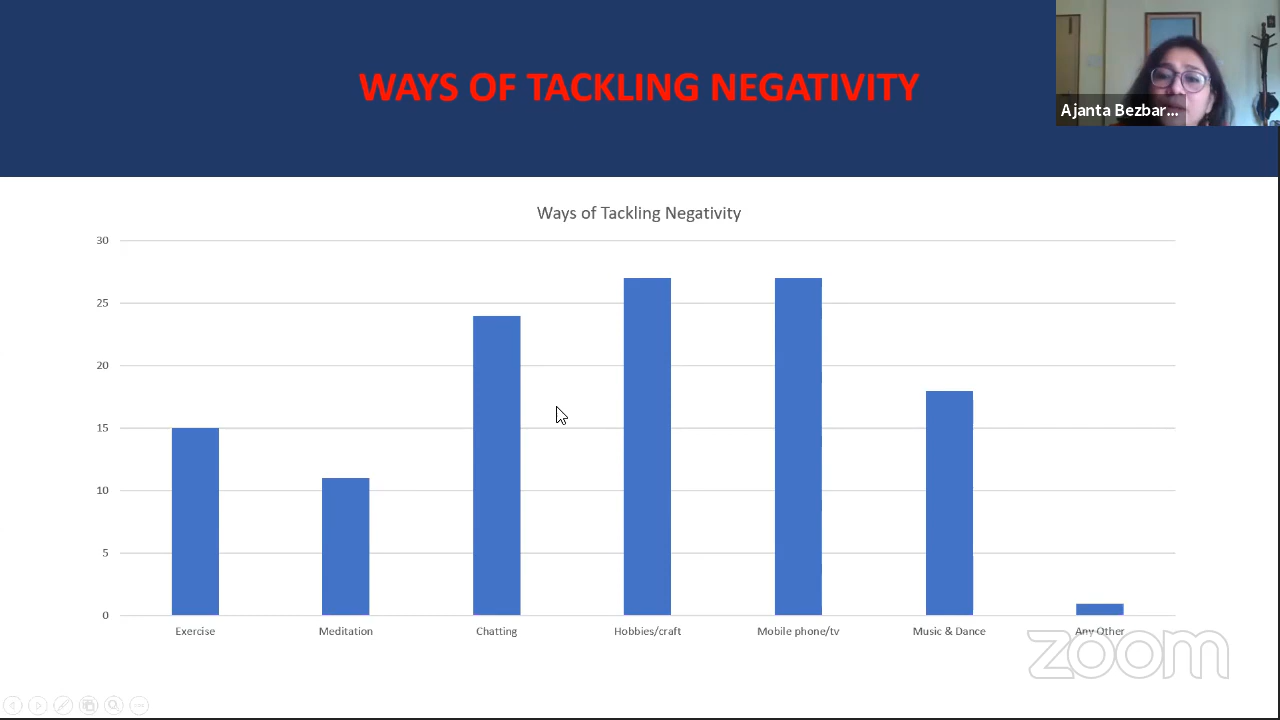 WAYS OF TACKLING NEGATIVITY
Ajanta Bezbar...
Ways of Tackling Negativity
30
25
20
15
10
5
0
Exercise Meditation Chatting Hobbies/craft Mobile phone/tv Music & Dance Any Other
zoom